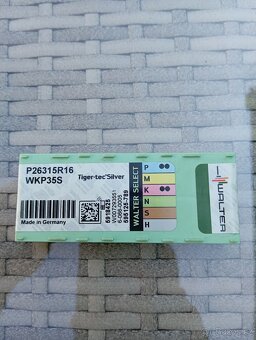 P26315R16
WKP35S
Tiger·tec®Silver
Made in Germany
WALTER SELECT
P
M
K
N
S
H
WALTER